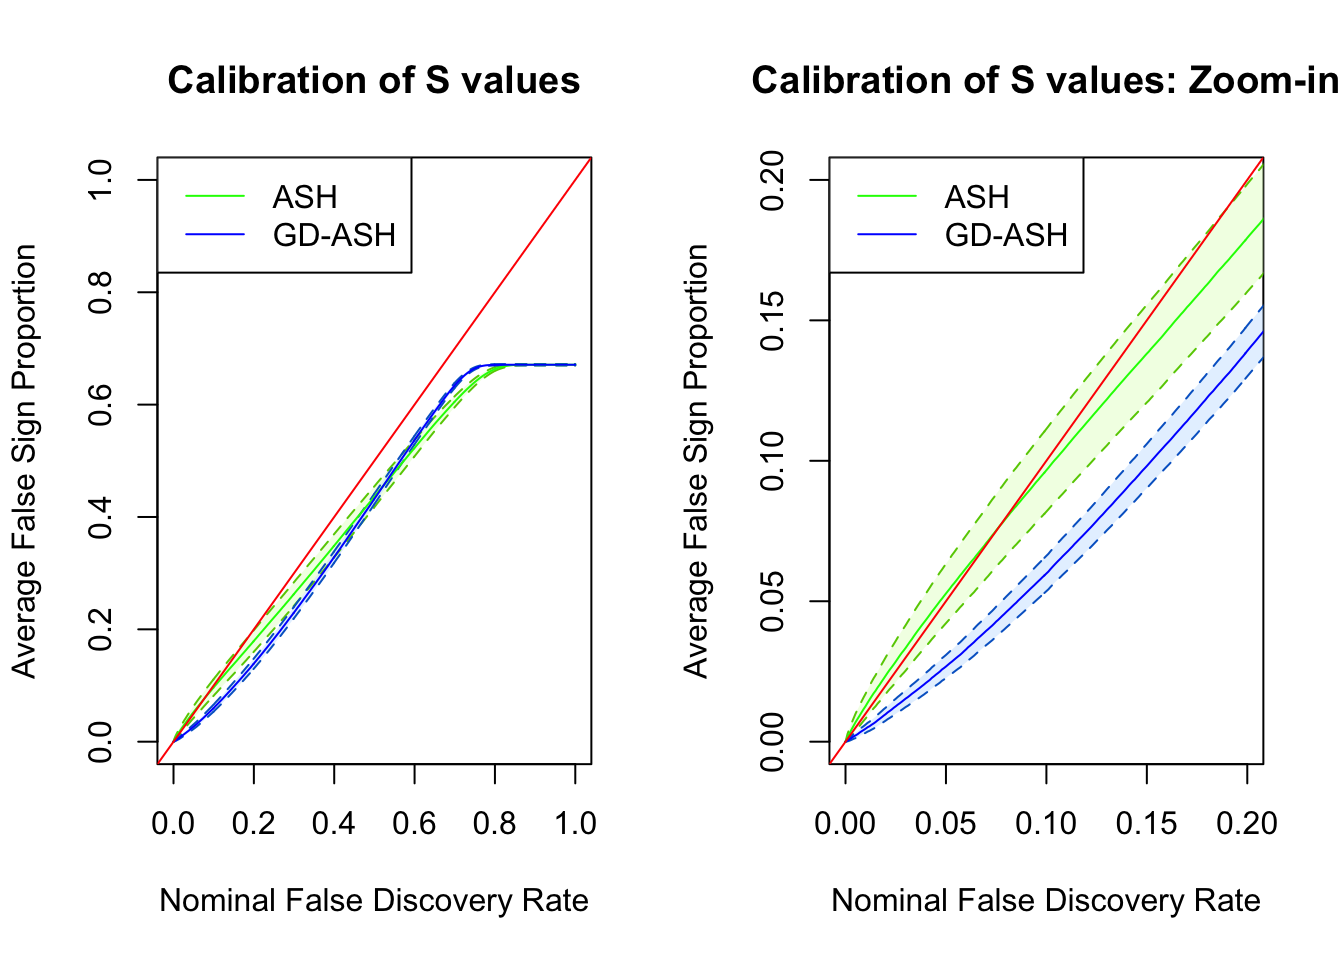 Calibration of S values
ASH
GD-ASH
1.0
0.8
0.6
0.4
0.2
0.0
Average False Sign Proportion
0.0 0.2 0.4 0.6 0.8 1.0
Nominal False Discovery Rate
Calibration of S values: Zoom-in
ASH
GD-ASH
0.20
0.15
0.10
0.05
0.00
Average False Sign Proportion
0.00 0.05 0.10 0.15 0.20
Nominal False Discovery Rate